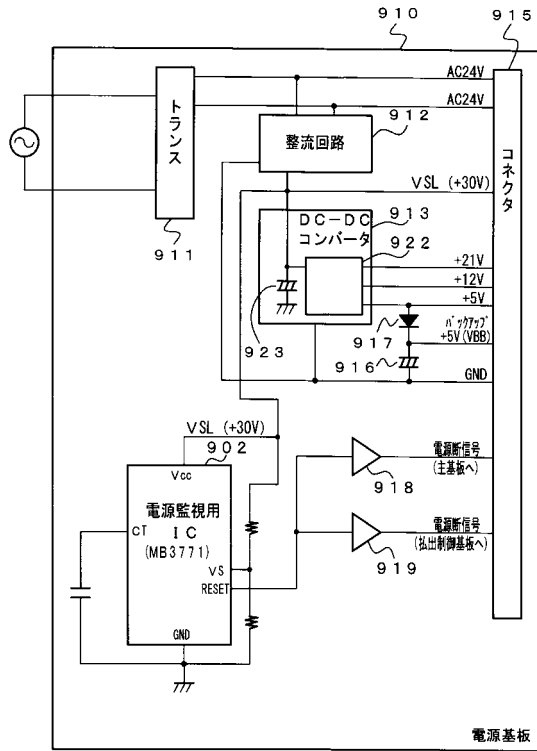 910
915
AC24V
AC24V
トランス
整流回路
912
コネクタ
VSL (+30V)
DC-DC
コンバータ
913
911
922
+21V
+12V
+5V
917
バックアップ
+5V(VBB)
923
916
GND
VSL (+30V)
902
Vcc
電源断信号
(主基板へ)
918
電源監視用
IC
(MB3771)
CT
電源断信号
(払出制御基板へ)
919
VS
RESET
GND
電源基板